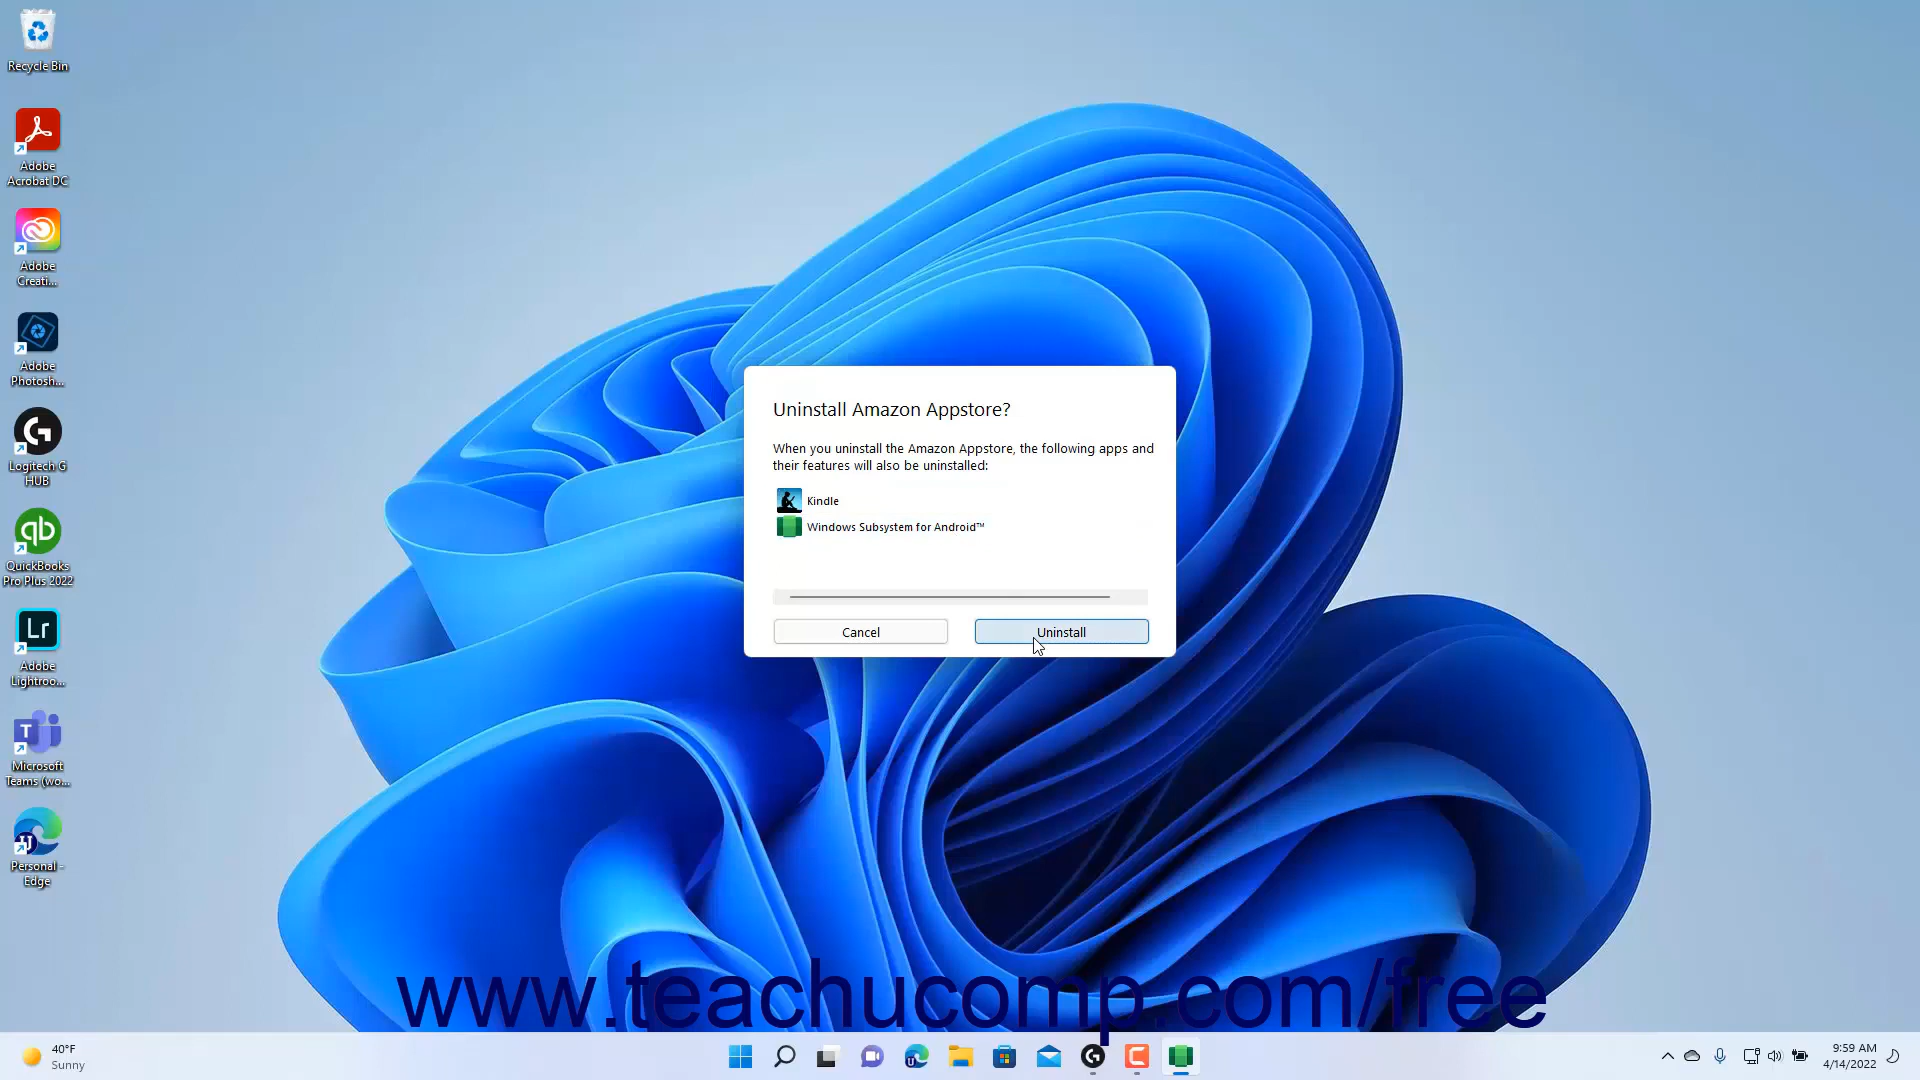 Recycle Bin
Adobe
Acrobat DC
Adobe
Creati...
Adobe
Photosh...
Logitech G
HUB
QuickBooks
Pro Plus 2022
Lr
Adobe
Lightroo...
Microsoft
Teams (wo...
Personal -
Edge
Uninstall Amazon Appstore?
When you uninstall the Amazon Appstore, the following apps and
their features will also be uninstalled:
Kindle
Windows Subsystem for Android™
Cancel
Uninstall
www.teachucomp.com/free
40°F
Sunny
9:59 AM
4/14/2022